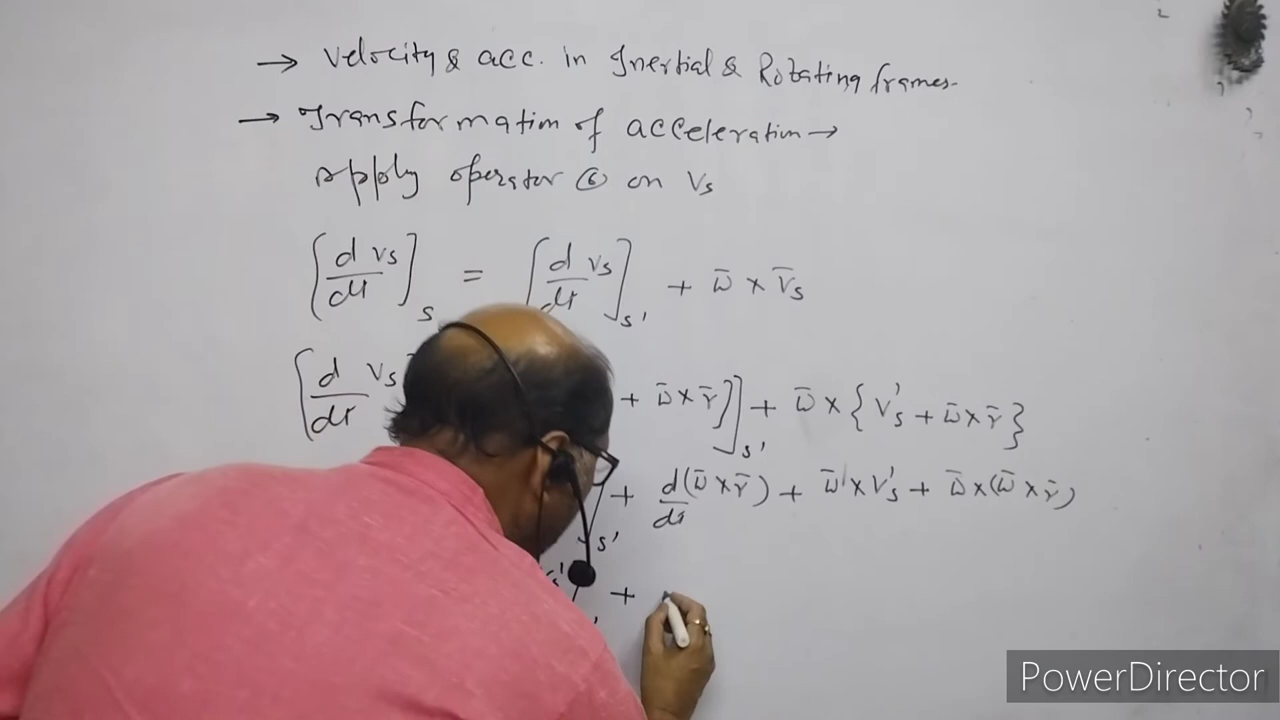 → Velocity & acc. in Inertial & Rotating frames.
→ Transformation of acceleration →
Apply operator ⑥ on Vs
[d vs/dt]s = [d vs/dt]s' + ω̄ × V̄s
[d vs/dt + ω̄ × r̄}]s' + ω̄ × {V's + ω̄ × r̄}
s' + d/dt(ω̄ × r̄) + ω̄ × V's + ω̄ × (ω̄ × r̄)
s' +
PowerDirector